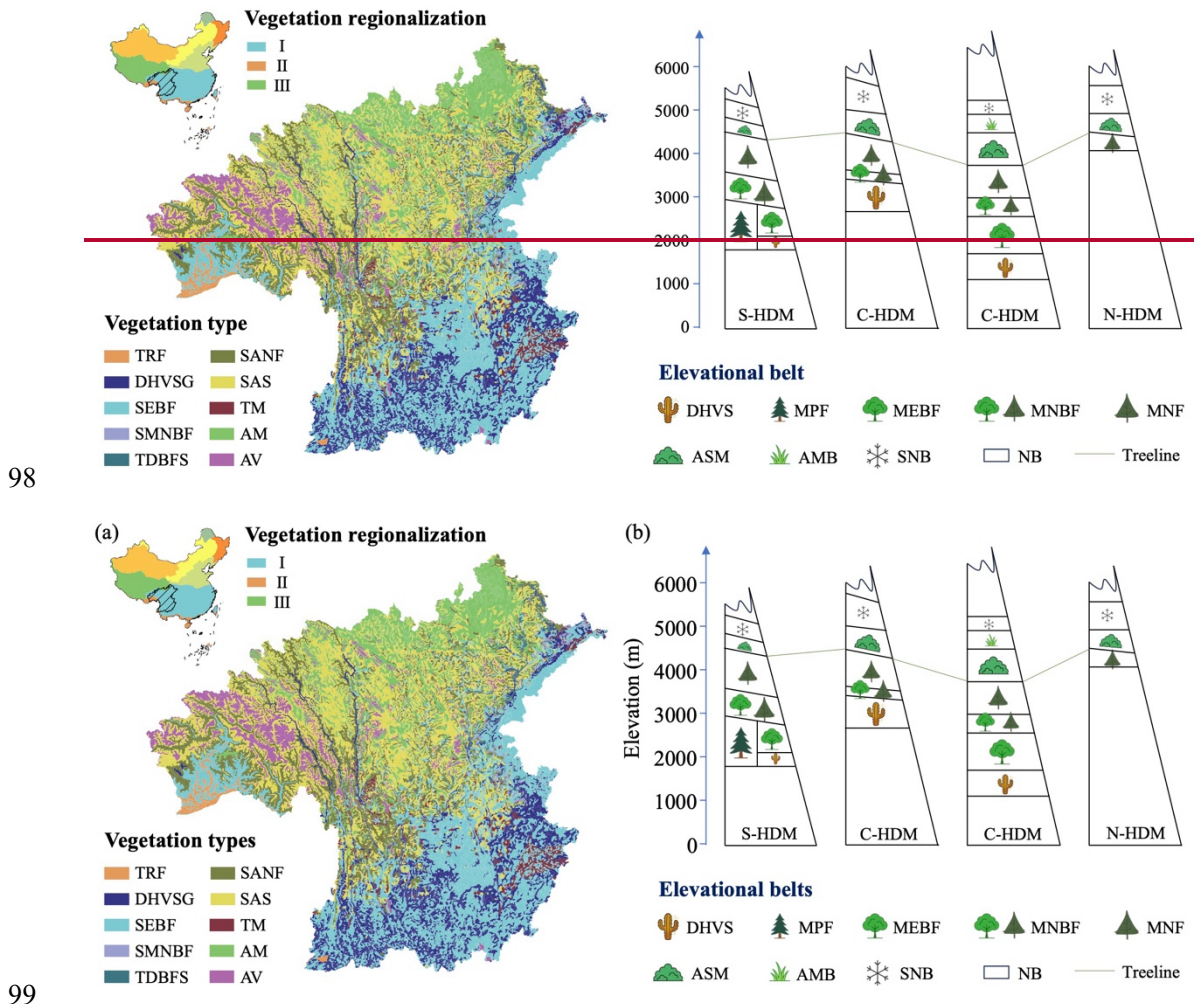 Vegetation regionalization
I
II
III
Vegetation type
TRF SANF
DHVSG SAS
SEBF TM
SMNBF AM
TDBFS AV
6000
5000
4000
3000
2000
1000
0
S-HDM C-HDM C-HDM N-HDM
Elevational belt
DHVS MPF MEBF MNBF MNF
ASM AMB SNB NB Treeline
98
(a) Vegetation regionalization
I
II
III
Vegetation types
TRF SANF
DHVSG SAS
SEBF TM
SMNBF AM
TDBFS AV
(b)
Elevation (m)
6000
5000
4000
3000
2000
1000
0
S-HDM C-HDM C-HDM N-HDM
Elevational belts
DHVS MPF MEBF MNBF MNF
ASM AMB SNB NB Treeline
99